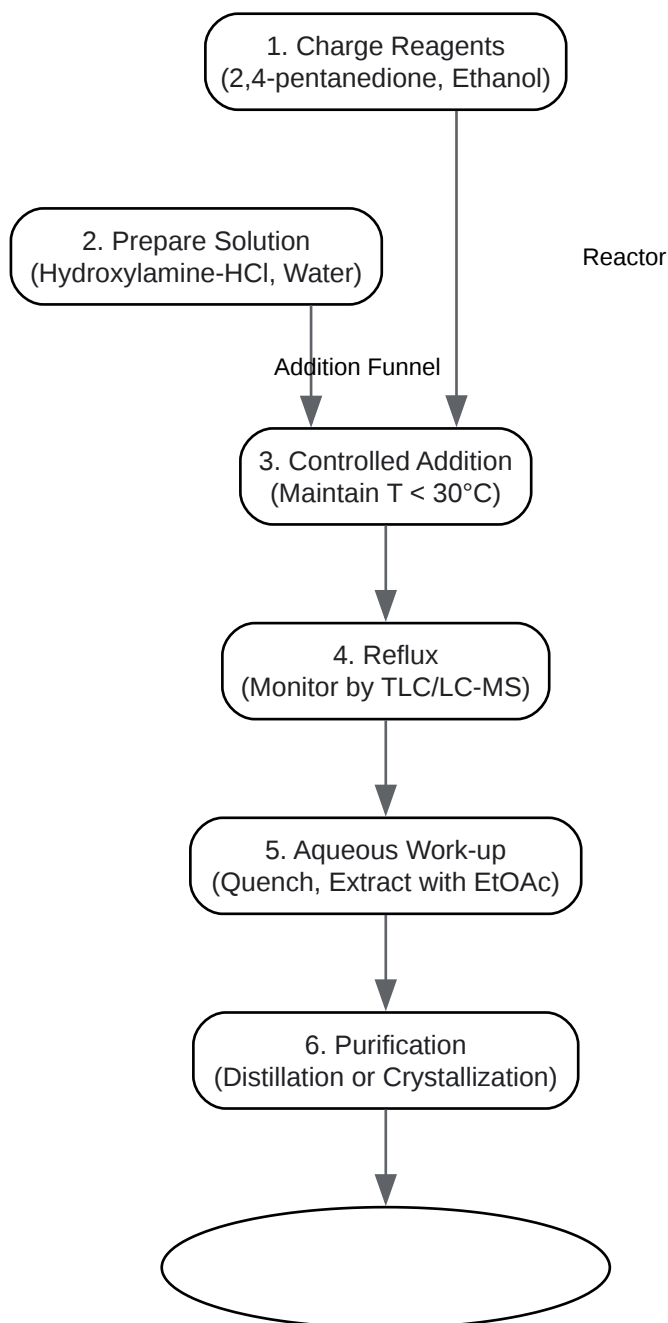 1. Charge Reagents
(2,4-pentanedione, Ethanol)
2. Prepare Solution
(Hydroxylamine-HCl, Water)
Reactor
Addition Funnel
3. Controlled Addition
(Maintain T < 30°C)
4. Reflux
(Monitor by TLC/LC-MS)
5. Aqueous Work-up
(Quench, Extract with EtOAc)
6. Purification
(Distillation or Crystallization)